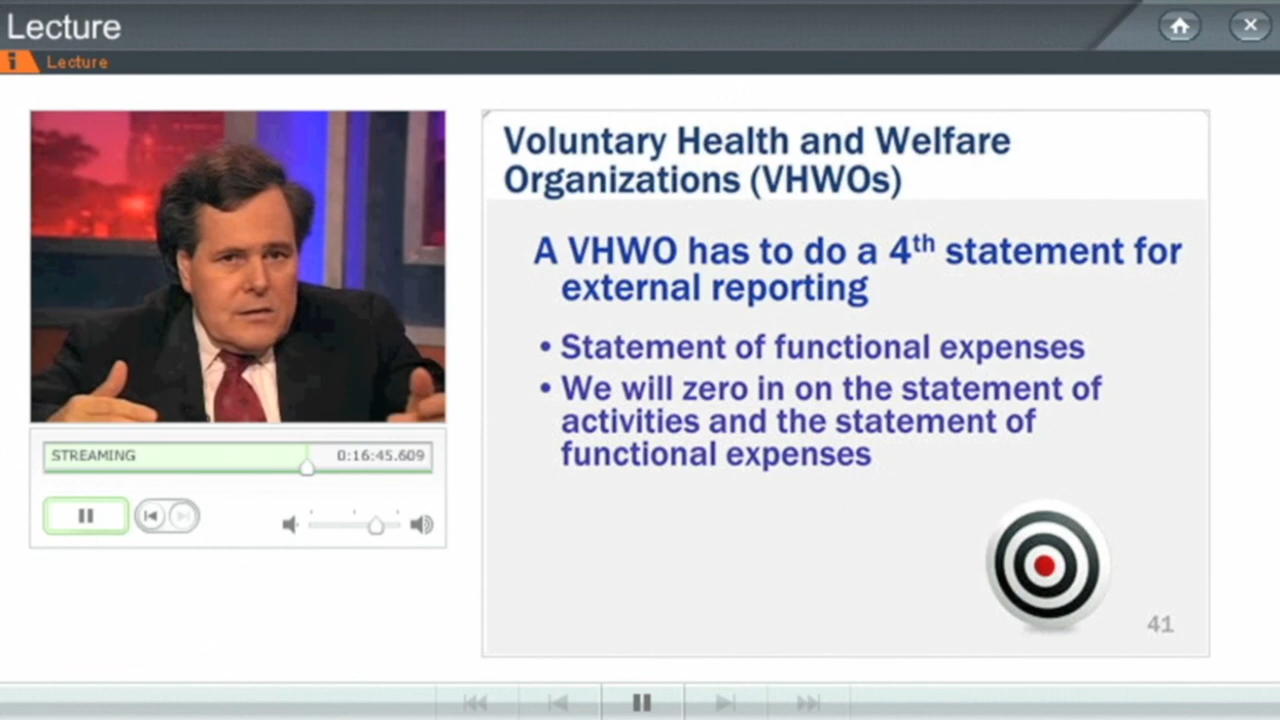 Lecture
i Lecture
Voluntary Health and Welfare
Organizations (VHWOs)
A VHWO has to do a 4th statement for
external reporting
• Statement of functional expenses
• We will zero in on the statement of
activities and the statement of
functional expenses
STREAMING 0:16:45.609
41